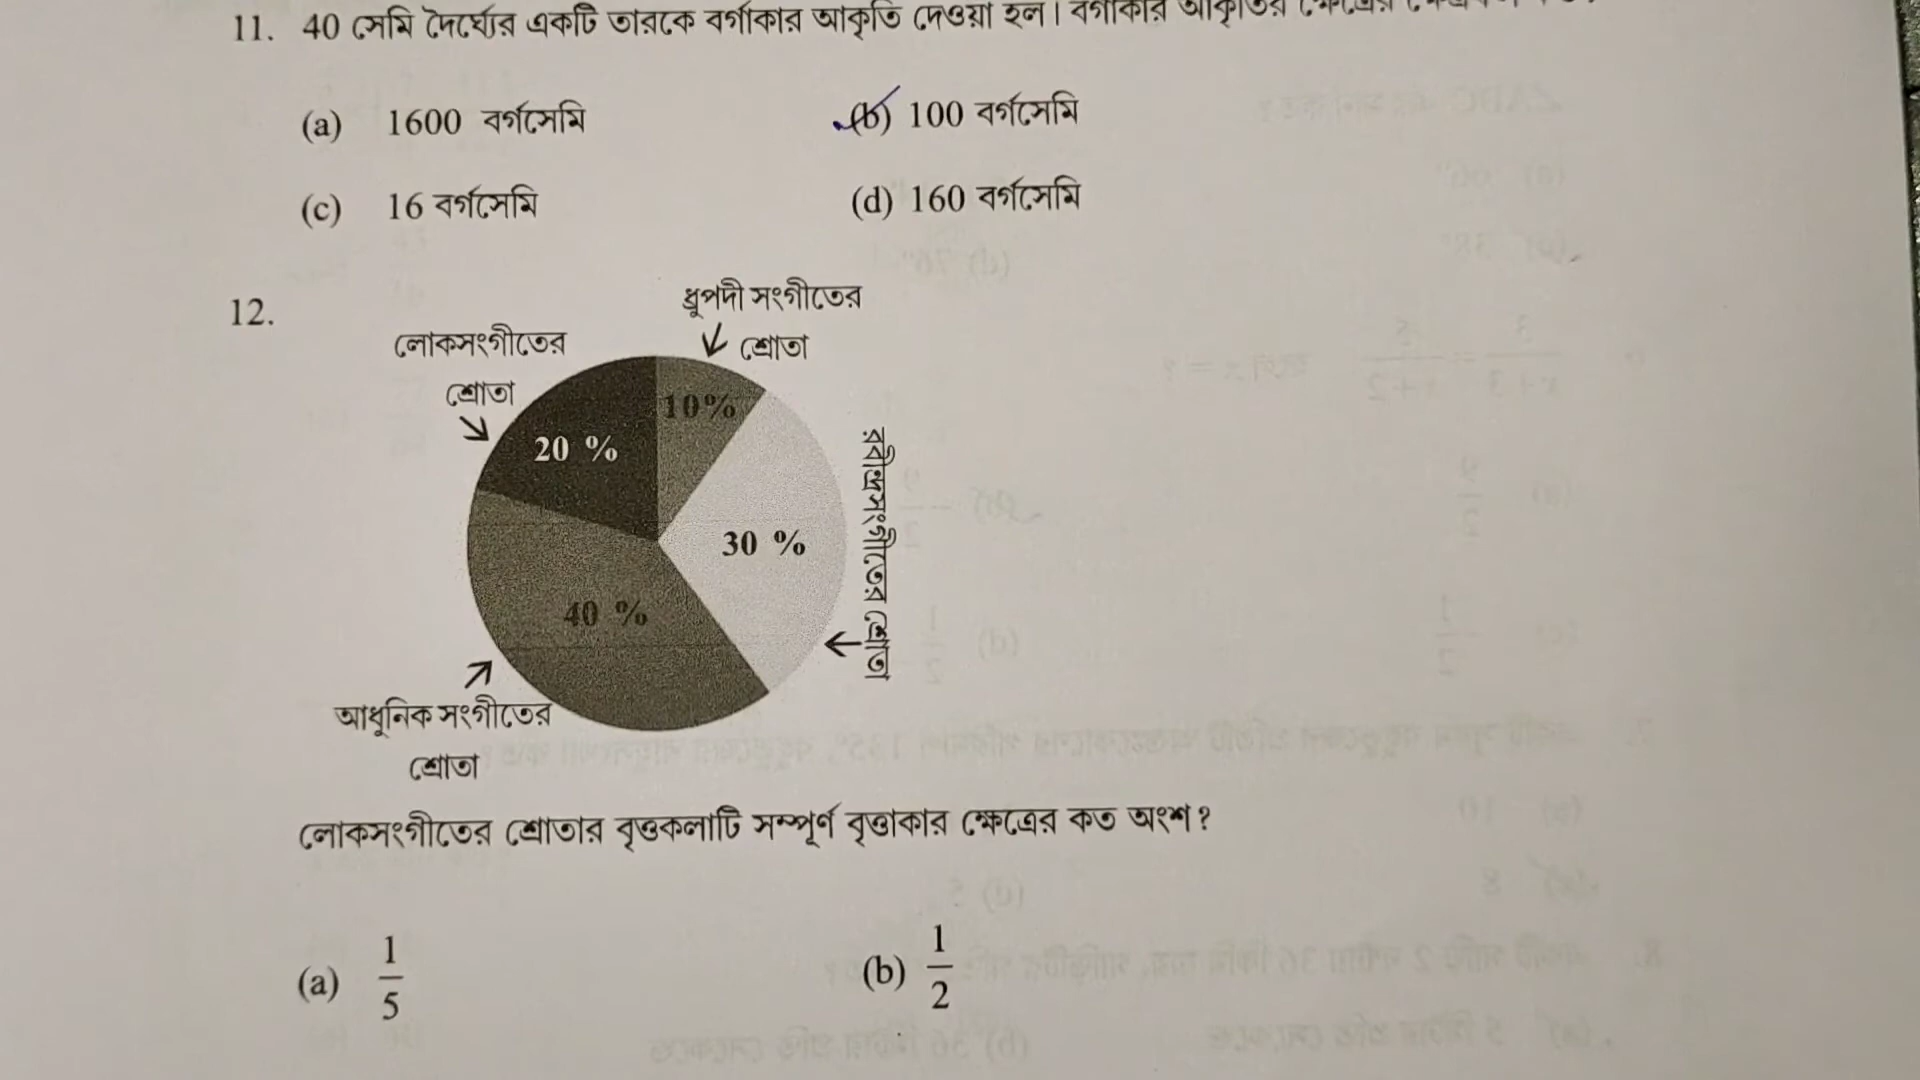 11. 40 সেমি দৈর্ঘ্যের একটি তারকে বর্গাকার আকৃতি দেওয়া হল। বর্গাকার আকৃতির
(a) 1600 বর্গসেমি (b) 100 বর্গসেমি
(c) 16 বর্গসেমি (d) 160 বর্গসেমি
12.
ধ্রুপদী সংগীতের
শ্রোতা
লোকসংগীতের
শ্রোতা
10%
20 %
30 %
40 %
রবীন্দ্রসংগীতের শ্রোতা
আধুনিক সংগীতের
শ্রোতা
লোকসংগীতের শ্রোতার বৃত্তকলাটি সম্পূর্ণ বৃত্তাকার ক্ষেত্রের কত অংশ?
(a) 1/5 (b) 1/2